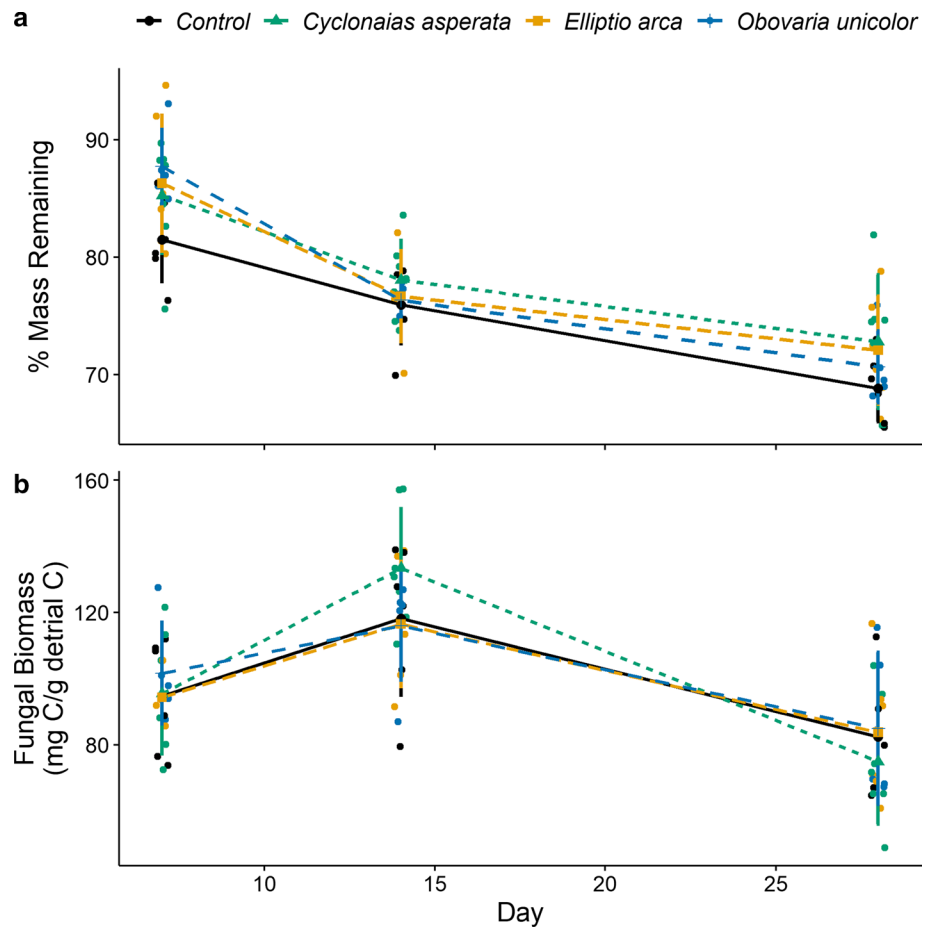 a
Control Cyclonaias asperata Elliptio arca Obovaria unicolor
90
80
70
% Mass Remaining
b
160
120
80
Fungal Biomass
(mg C/g detrial C)
10 15 20 25
Day